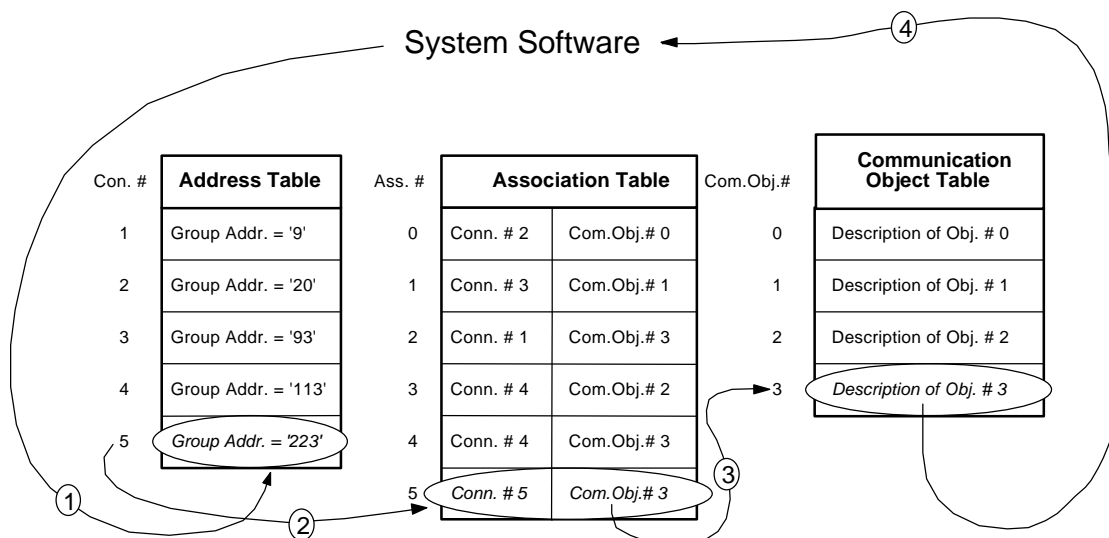 System Software
4
Con. # Address Table Ass. # Association Table Com.Obj.# Communication Object Table
1 Group Addr. = '9' 0 Conn. # 2 Com.Obj.# 0 0 Description of Obj. # 0
2 Group Addr. = '20' 1 Conn. # 3 Com.Obj.# 1 1 Description of Obj. # 1
3 Group Addr. = '93' 2 Conn. # 1 Com.Obj.# 3 2 Description of Obj. # 2
4 Group Addr. = '113' 3 Conn. # 4 Com.Obj.# 2 3 Description of Obj. # 3
5 Group Addr. = '223' 4 Conn. # 4 Com.Obj.# 3
3
5 Conn. # 5 Com.Obj.# 3
1
2